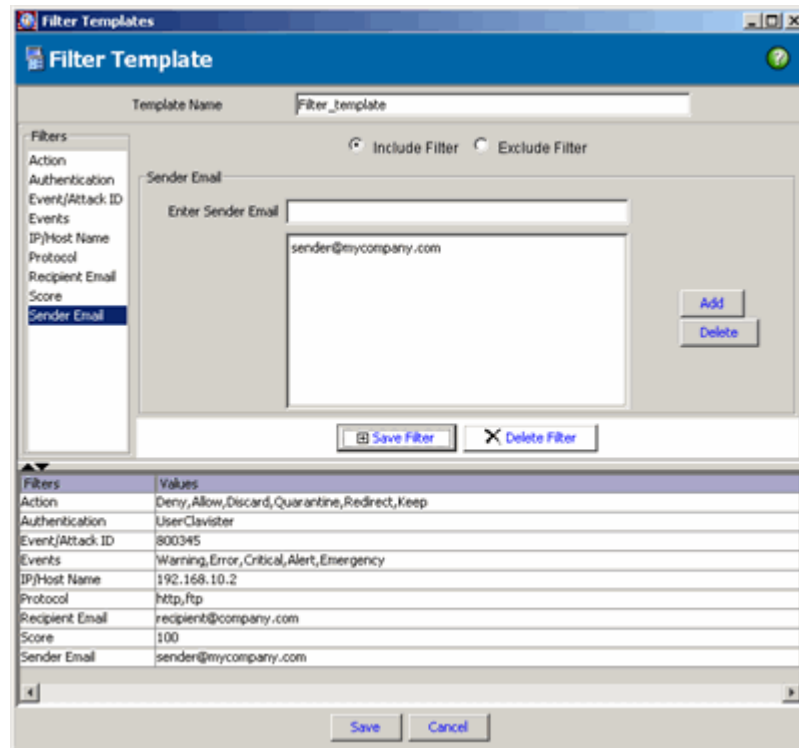 Filter Templates
Filter Template
?
Template Name Filter_template
Filters
Action
Authentication
Event/Attack ID
Events
IP/Host Name
Protocol
Recipient Email
Score
Sender Email
Include Filter Exclude Filter
Sender Email
Enter Sender Email
sender@mycompany.com
Add
Delete
Save Filter Delete Filter
Filters Values
Action Deny,Allow,Discard,Quarantine,Redirect,Keep
Authentication UserClavister
Event/Attack ID 800345
Events Warning,Error,Critical,Alert,Emergency
IP/Host Name 192.168.10.2
Protocol http,ftp
Recipient Email recipient@company.com
Score 100
Sender Email sender@mycompany.com
Save Cancel